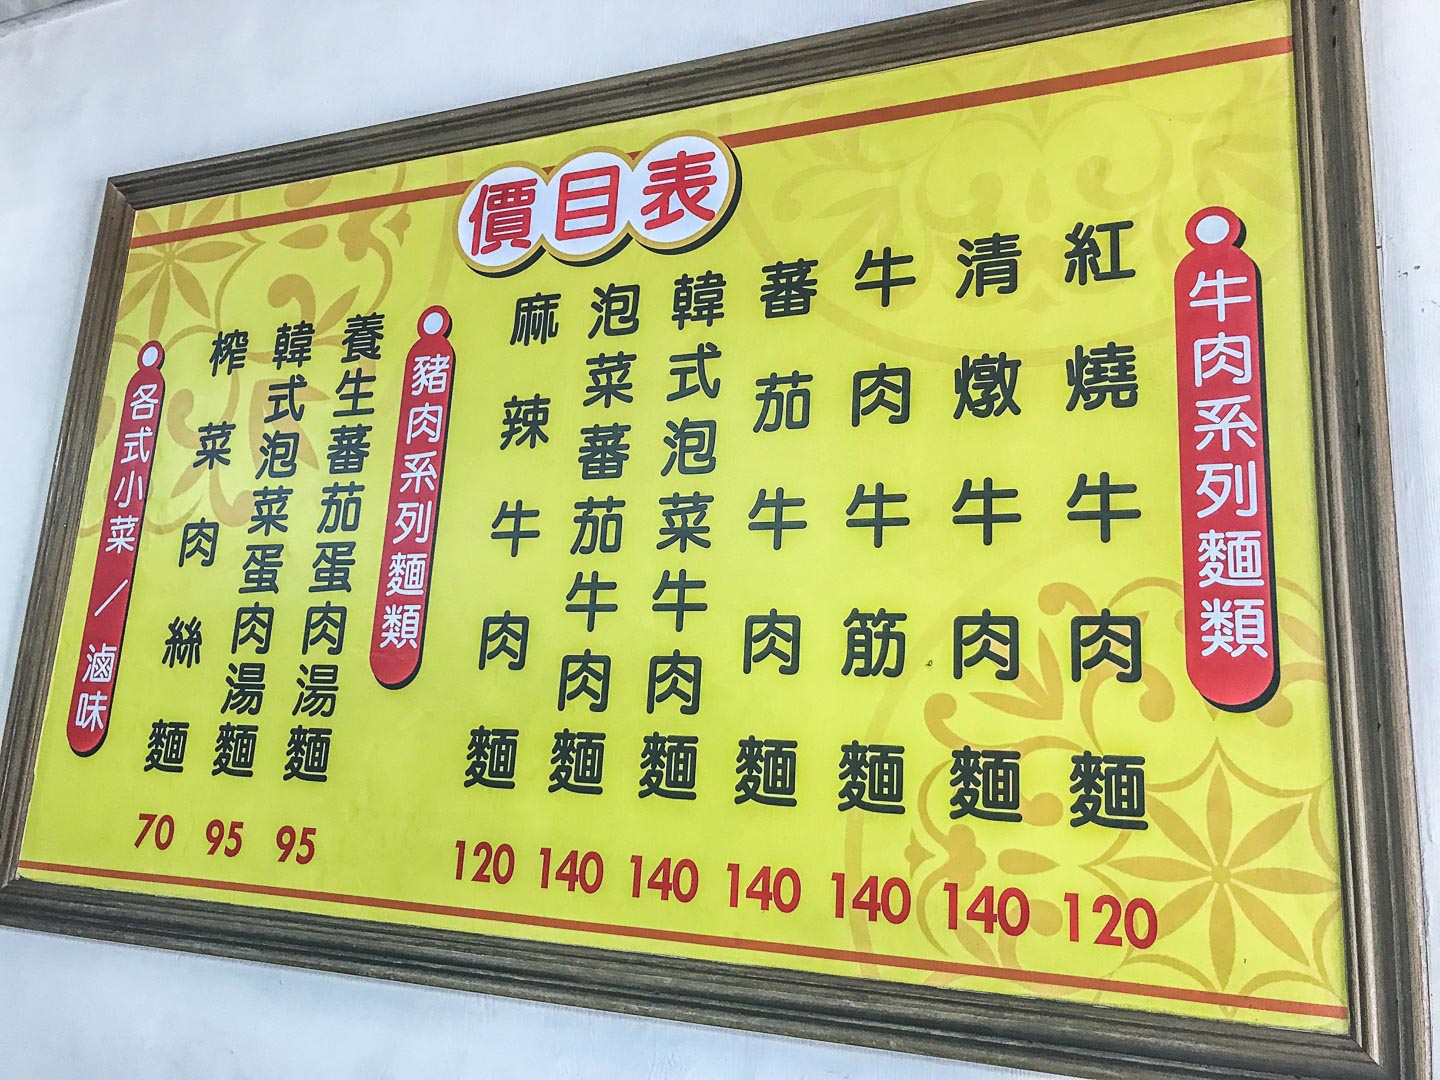 價目表
牛肉系列麵類
紅燒牛肉麵 120
清燉牛肉麵 140
牛肉牛筋麵 140
蕃茄牛肉麵 140
韓式泡菜牛肉麵 140
泡菜蕃茄牛肉麵 140
麻辣牛肉麵 120
豬肉系列麵類
養生蕃茄蛋肉湯麵 95
韓式泡菜蛋肉湯麵 95
榨菜肉絲麵 70
各式小菜／滷味